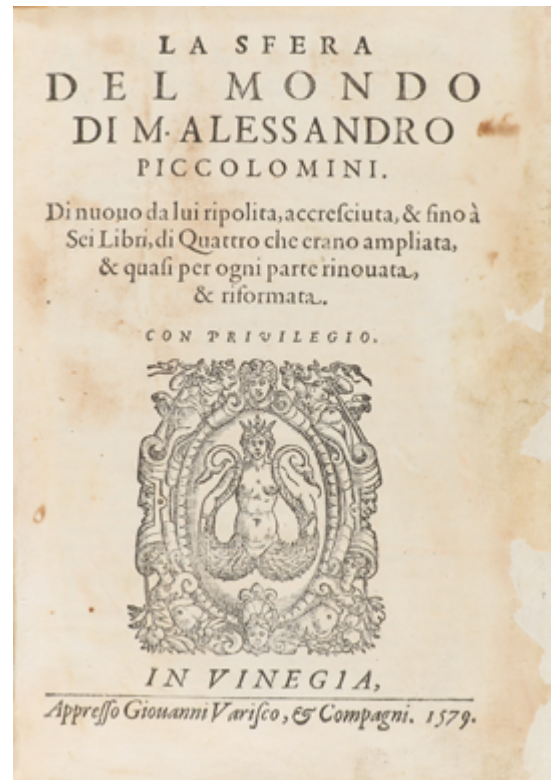 LA SFERA
DEL MONDO
DI M. ALESSANDRO
PICCOLOMINI.
Di nuouo da lui ripolita, accreſciuta, & fino à
Sei Libri, di Quattro che erano ampliata,
& quaſi per ogni parte rinouata,
& riformata.
CON PRIVILEGIO.
IN VINEGIA,
Appreſſo Giouanni Variſco, & Compagni. 1579.